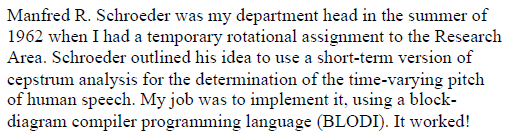 Manfred R. Schroeder was my department head in the summer of
1962 when I had a temporary rotational assignment to the Research
Area. Schroeder outlined his idea to use a short-term version of
cepstrum analysis for the determination of the time-varying pitch
of human speech. My job was to implement it, using a block-
diagram compiler programming language (BLODI). It worked!